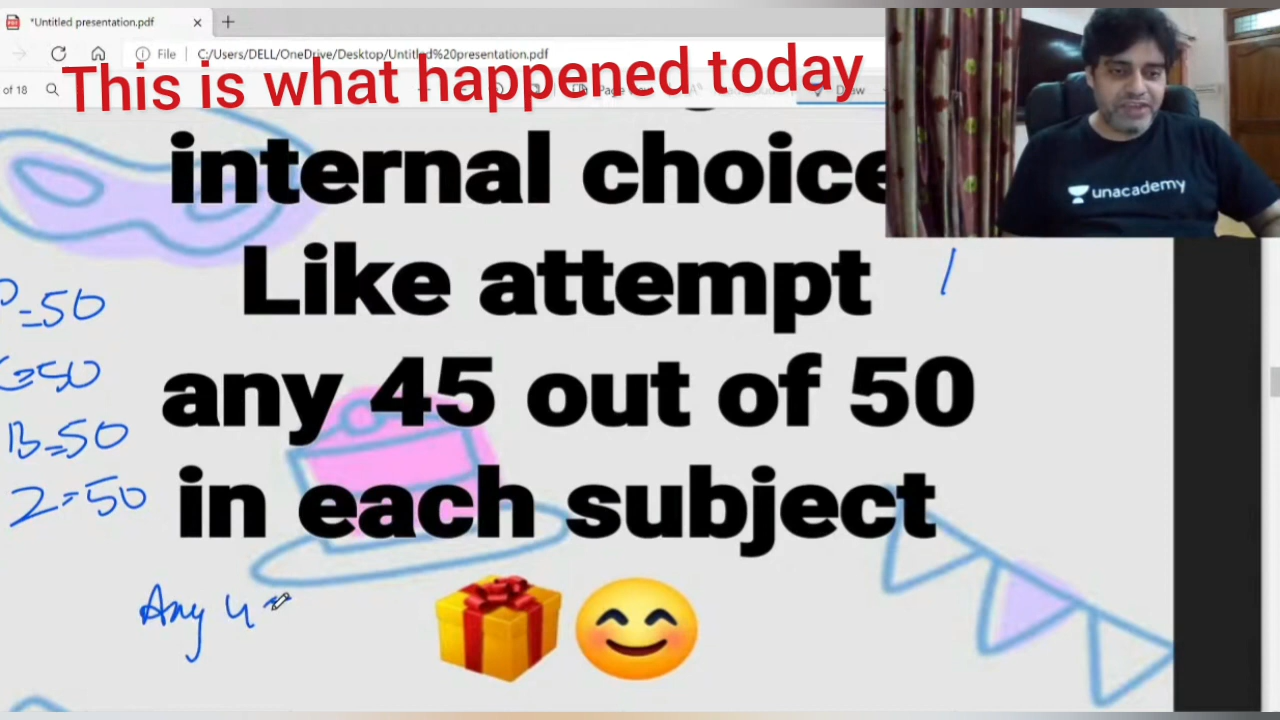 *Untitled presentation.pdf
File C:/Users/DELL/OneDrive/Desktop/Untitled%20presentation.pdf
of 18
Draw
This is what happened today
unacademy
internal choice
Like attempt
any 45 out of 50
in each subject
=50
=50
B=50
Z=50
Any 4